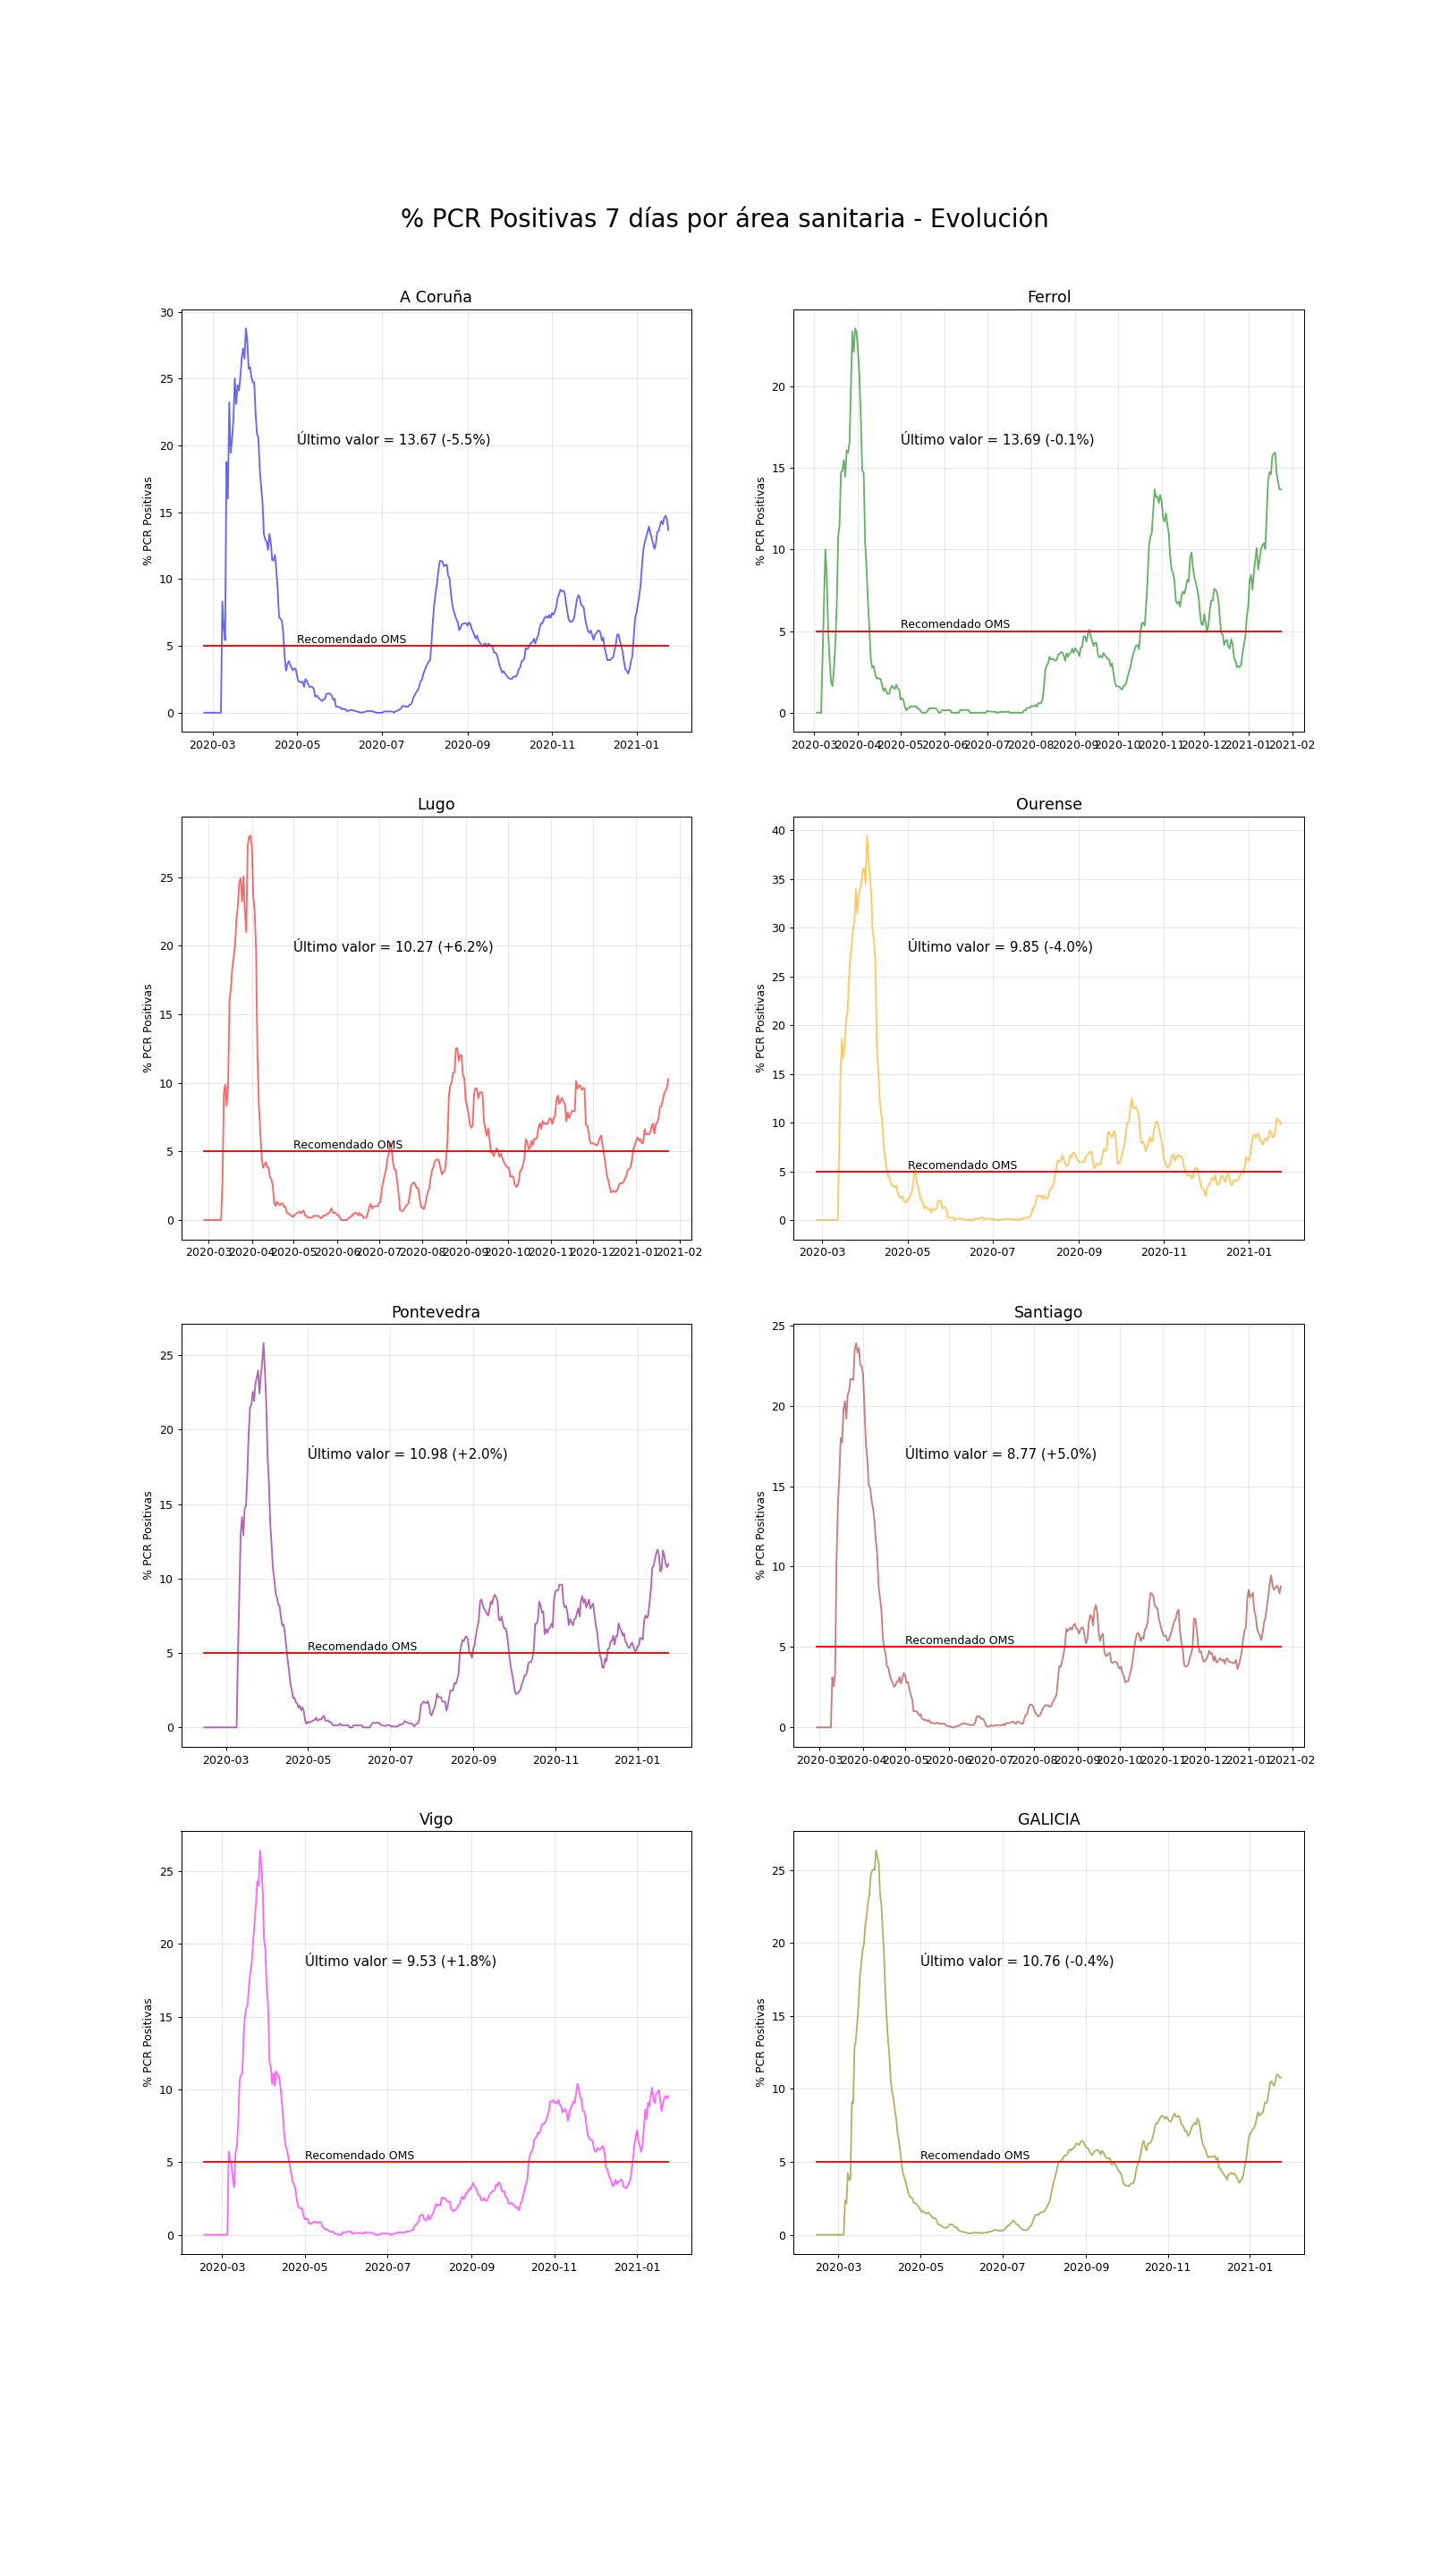 % PCR Positivas 7 días por área sanitaria - Evolución
A Coruña
% PCR Positivas
30
25
20
15
10
5
0
Último valor = 13.67 (-5.5%)
Recomendado OMS
2020-03 2020-05 2020-07 2020-09 2020-11 2021-01
Ferrol
% PCR Positivas
20
15
10
5
0
Último valor = 13.69 (-0.1%)
Recomendado OMS
2020-03 2020-04 2020-05 2020-06 2020-07 2020-08 2020-09 2020-10 2020-11 2020-12 2021-01 2021-02
Lugo
% PCR Positivas
25
20
15
10
5
0
Último valor = 10.27 (+6.2%)
Recomendado OMS
2020-03 2020-04 2020-05 2020-06 2020-07 2020-08 2020-09 2020-10 2020-11 2020-12 2021-01 2021-02
Ourense
% PCR Positivas
40
35
30
25
20
15
10
5
0
Último valor = 9.85 (-4.0%)
Recomendado OMS
2020-03 2020-05 2020-07 2020-09 2020-11 2021-01
Pontevedra
% PCR Positivas
25
20
15
10
5
0
Último valor = 10.98 (+2.0%)
Recomendado OMS
2020-03 2020-05 2020-07 2020-09 2020-11 2021-01
Santiago
% PCR Positivas
25
20
15
10
5
0
Último valor = 8.77 (+5.0%)
Recomendado OMS
2020-03 2020-04 2020-05 2020-06 2020-07 2020-08 2020-09 2020-10 2020-11 2020-12 2021-01 2021-02
Vigo
% PCR Positivas
25
20
15
10
5
0
Último valor = 9.53 (+1.8%)
Recomendado OMS
2020-03 2020-05 2020-07 2020-09 2020-11 2021-01
GALICIA
% PCR Positivas
25
20
15
10
5
0
Último valor = 10.76 (-0.4%)
Recomendado OMS
2020-03 2020-05 2020-07 2020-09 2020-11 2021-01